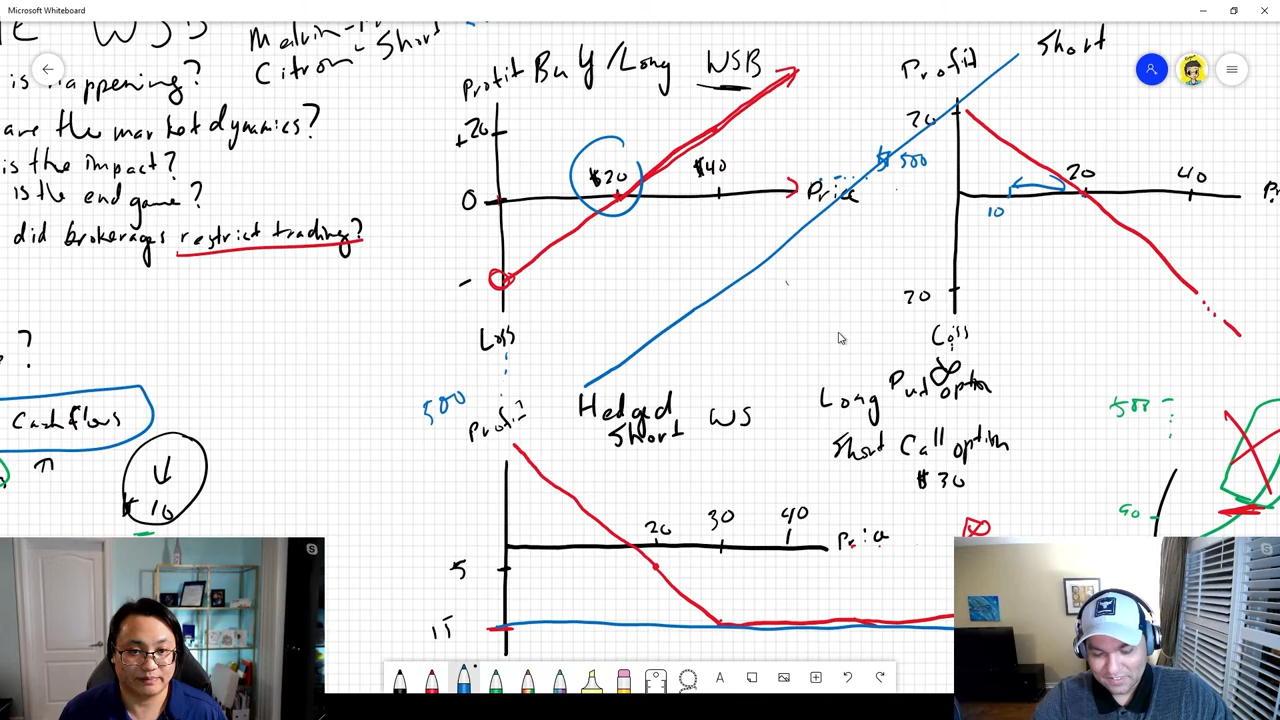 Microsoft Whiteboard
WSB
Malvin-
Citron - Short
is happening?
are the market dynamics?
is the impact?
is the end game?
did brokerages restrict trading?
?
Cashflows
$10
Profit Buy/Long WSB
+20
$20
$40
0
Price
-
Loss
$500
Profit
Short
20
20
40
10
20
Loss
∞
500
Profit
Hedged
Short
WS
Long Put option
Short Call option
$30
20
30
40
Price
5
15
500
90
A